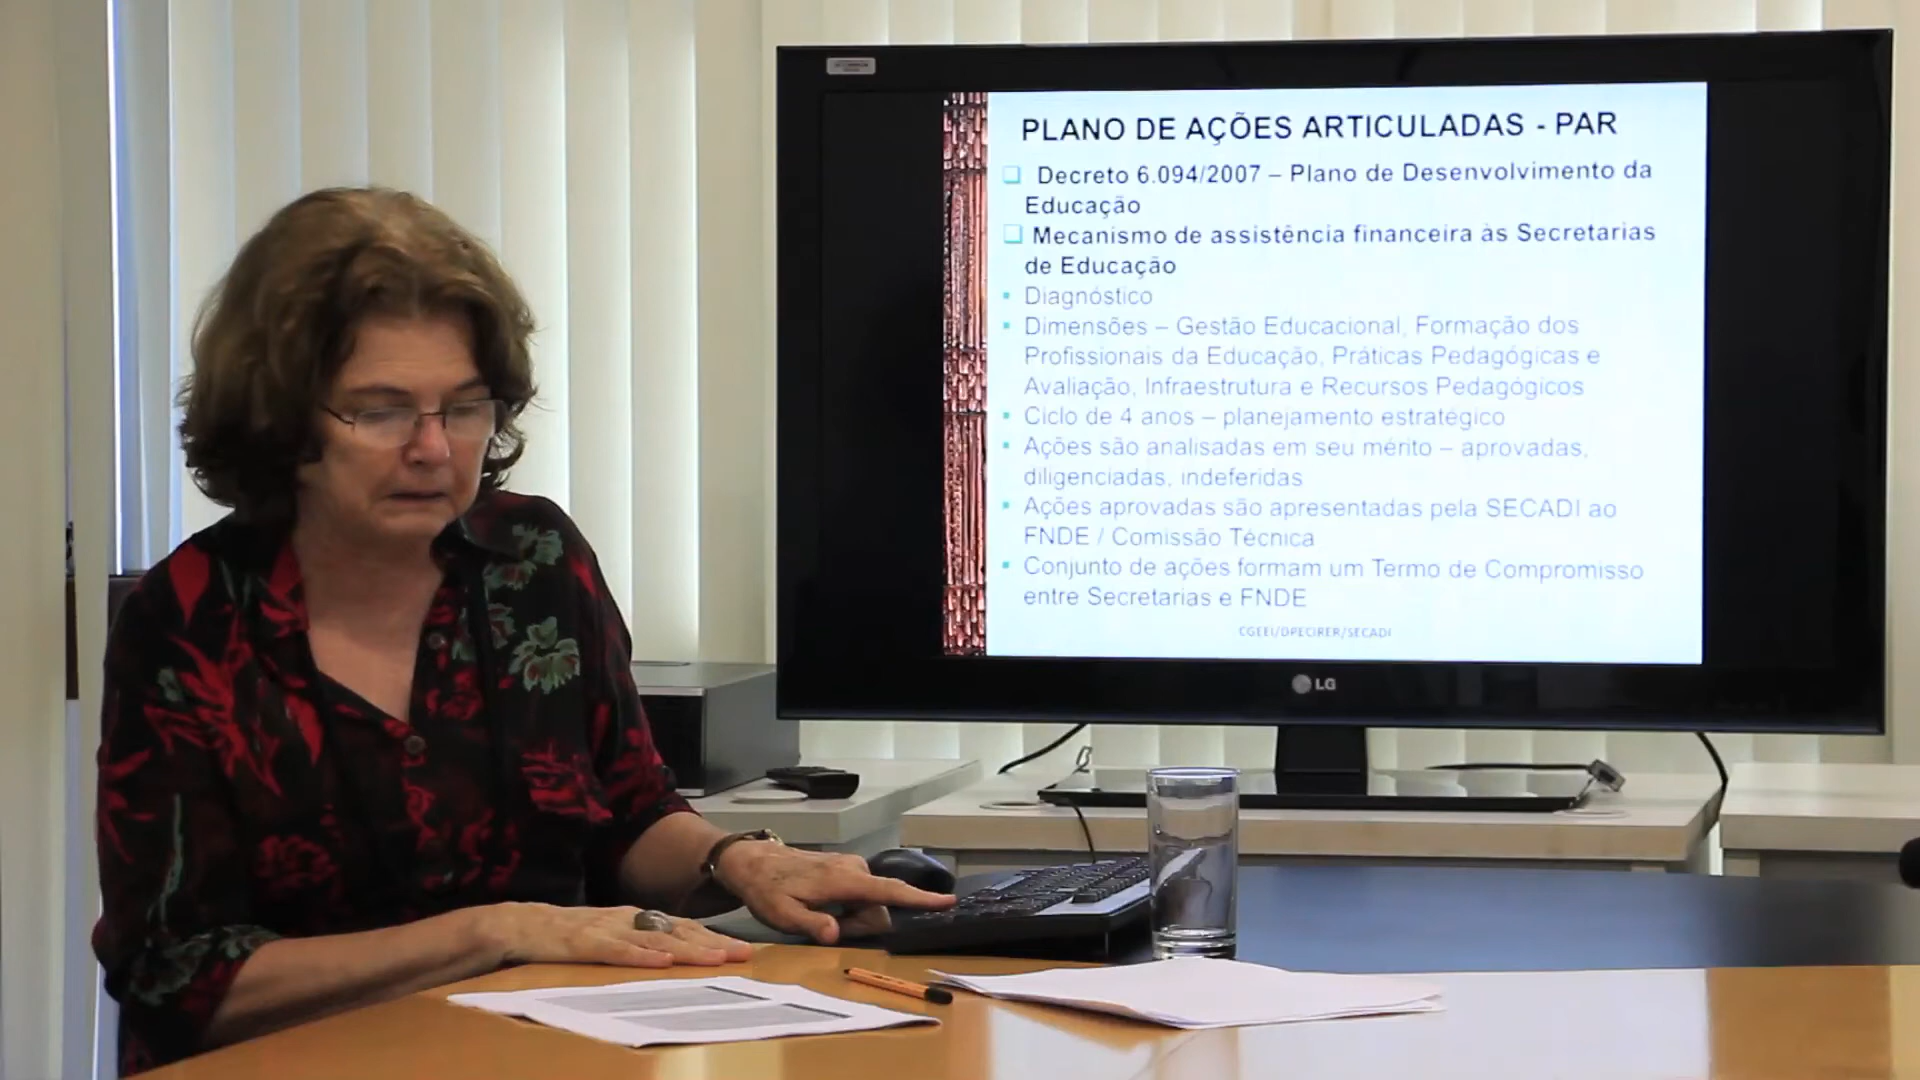 PLANO DE AÇÕES ARTICULADAS - PAR
Decreto 6.094/2007 – Plano de Desenvolvimento da
Educação
Mecanismo de assistência financeira às Secretarias
de Educação
Diagnóstico
Dimensões – Gestão Educacional, Formação dos
Profissionais da Educação, Práticas Pedagógicas e
Avaliação, Infraestrutura e Recursos Pedagógicos
Ciclo de 4 anos – planejamento estratégico
Ações são analisadas em seu mérito – aprovadas,
diligenciadas, indeferidas
Ações aprovadas são apresentadas pela SECADI ao
FNDE / Comissão Técnica
Conjunto de ações formam um Termo de Compromisso
entre Secretarias e FNDE
CGEEI/DPECIRER/SECADI
LG